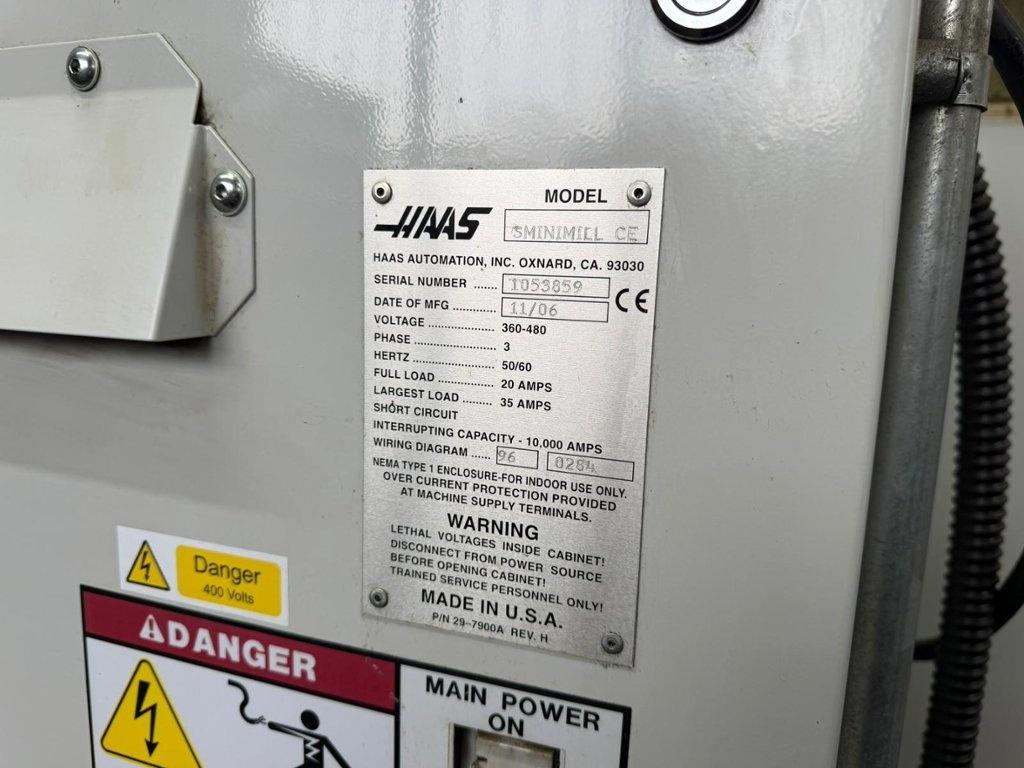 MODEL
HAAS
SMINIMILL CE
HAAS AUTOMATION, INC. OXNARD, CA. 93030
SERIAL NUMBER ...... 1053859
CE
DATE OF MFG ............ 11/06
VOLTAGE .................. 360-480
PHASE ...................... 3
HERTZ ...................... 50/60
FULL LOAD ............... 20 AMPS
LARGEST LOAD ......... 35 AMPS
SHORT CIRCUIT
INTERRUPTING CAPACITY - 10,000 AMPS
WIRING DIAGRAM ..... 96 0284
NEMA TYPE 1 ENCLOSURE-FOR INDOOR USE ONLY.
OVER CURRENT PROTECTION PROVIDED
AT MACHINE SUPPLY TERMINALS.
WARNING
LETHAL VOLTAGES INSIDE CABINET!
DISCONNECT FROM POWER SOURCE
BEFORE OPENING CABINET!
TRAINED SERVICE PERSONNEL ONLY!
MADE IN U.S.A.
P/N 29-7900A REV. H
Danger
400 Volts
DANGER
MAIN POWER
ON